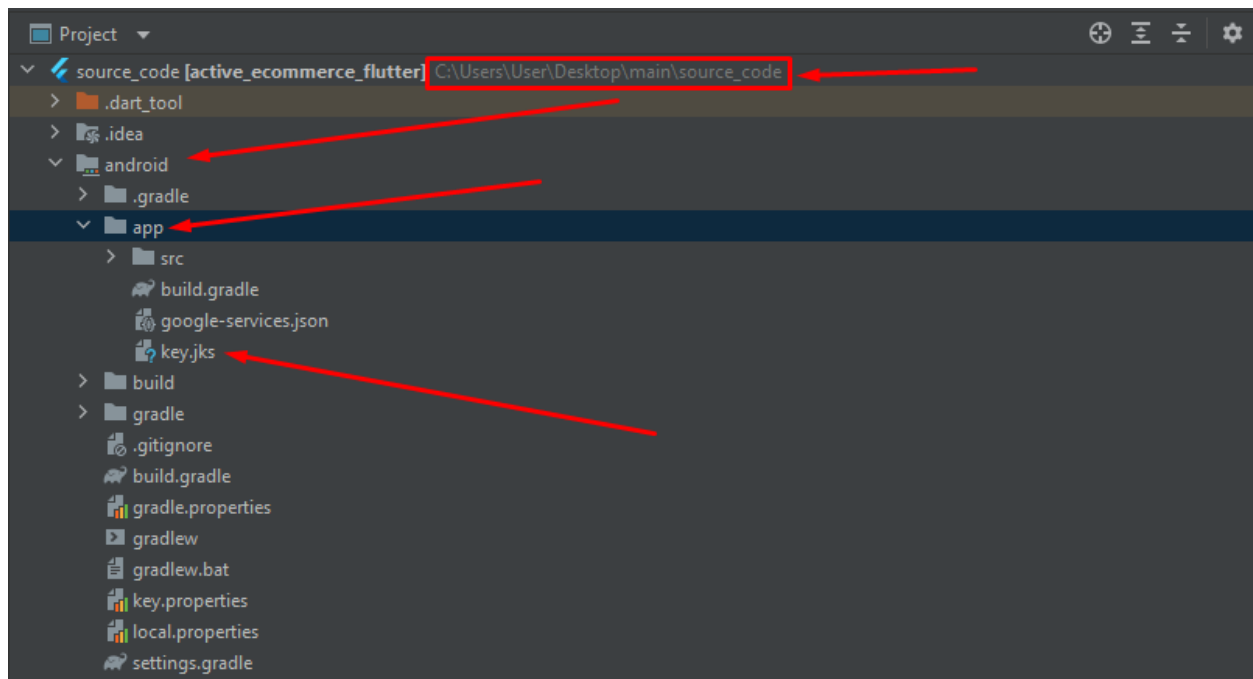 Project
source_code [active_ecommerce_flutter] C:\Users\User\Desktop\main\source_code
.dart_tool
.idea
android
.gradle
app
src
build.gradle
google-services.json
key.jks
build
gradle
.gitignore
build.gradle
gradle.properties
gradlew
gradlew.bat
key.properties
local.properties
settings.gradle